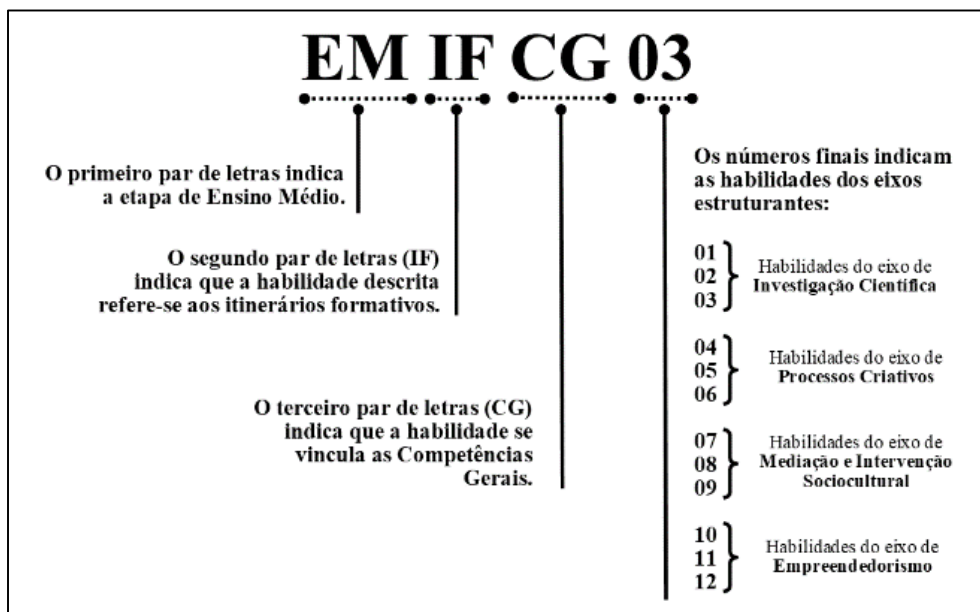 EM IF CG 03
O primeiro par de letras indica
a etapa de Ensino Médio.
O segundo par de letras (IF)
indica que a habilidade descrita
refere-se aos itinerários formativos.
O terceiro par de letras (CG)
indica que a habilidade se
vincula as Competências
Gerais.
Os números finais indicam
as habilidades dos eixos
estruturantes:
01
02
03
Habilidades do eixo de
Investigação Científica
04
05
06
Habilidades do eixo de
Processos Criativos
07
08
09
Habilidades do eixo de
Mediação e Intervenção
Sociocultural
10
11
12
Habilidades do eixo de
Empreendedorismo